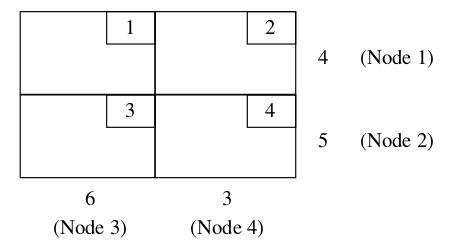 1 2
4 (Node 1)
3 4
5 (Node 2)
6 3
(Node 3) (Node 4)